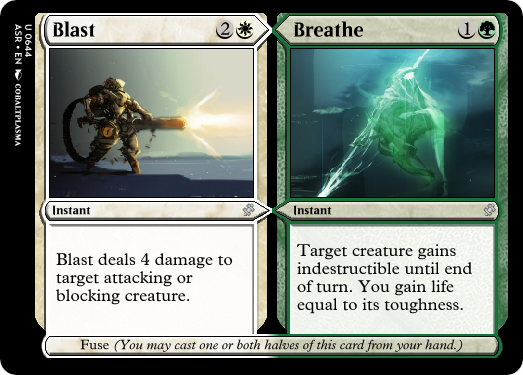 Blast 2
Instant
Blast deals 4 damage to
target attacking or
blocking creature.
Breathe 1
Instant
Target creature gains
indestructible until end
of turn. You gain life
equal to its toughness.
Fuse (You may cast one or both halves of this card from your hand.)
U 0644
ASR • EN COBALTPLASMA